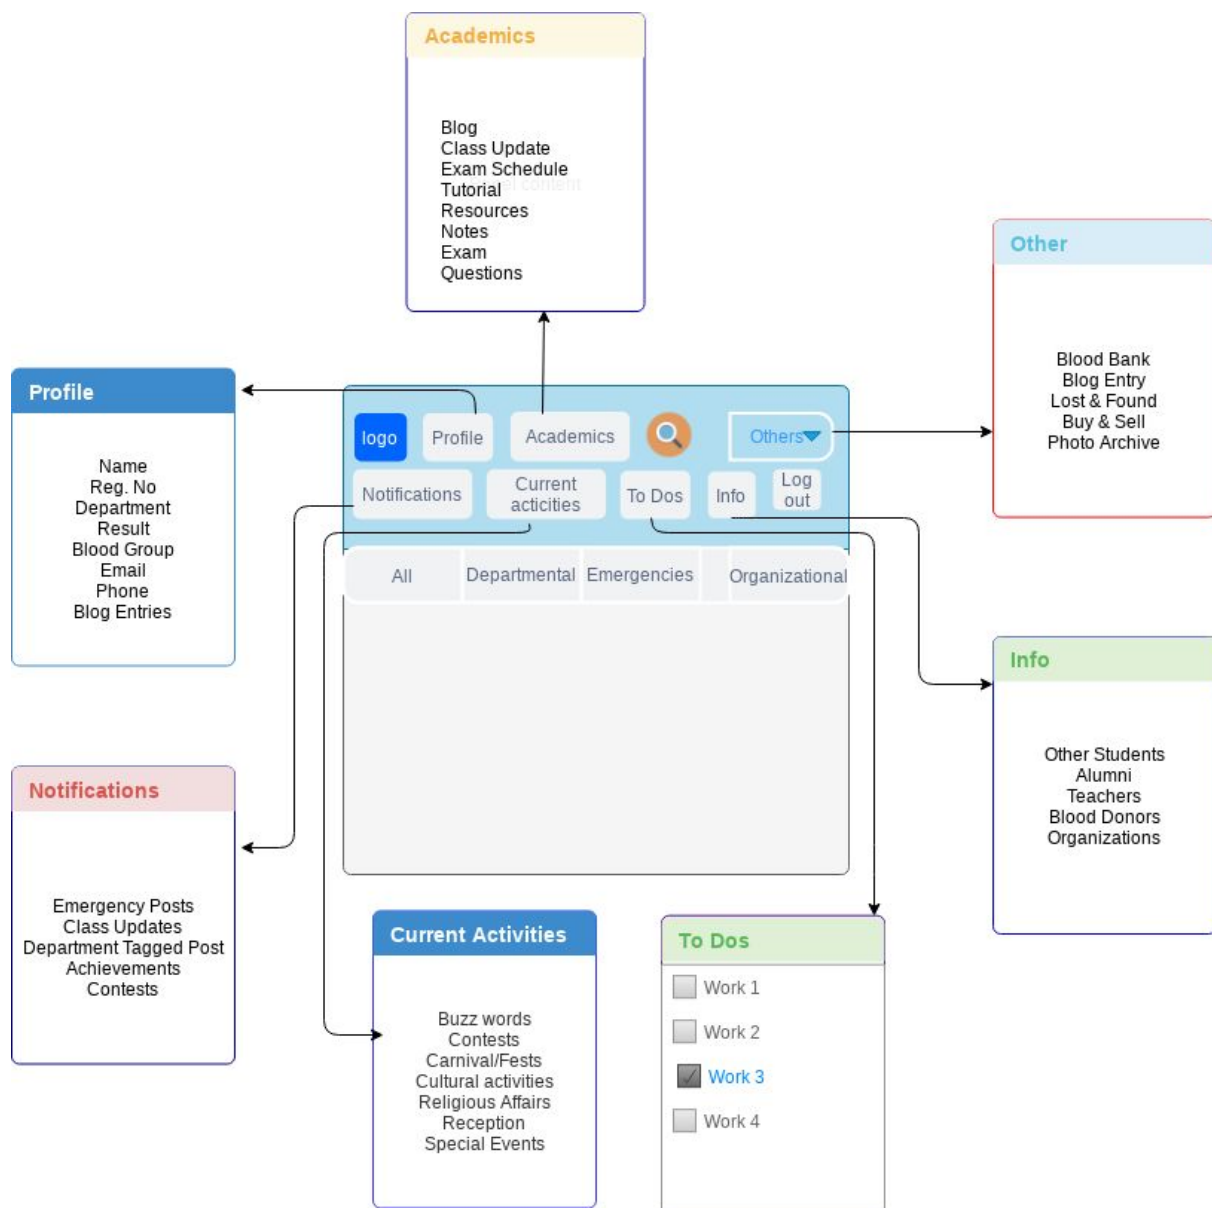 Academics
Blog
Class Update
Exam Schedule
Tutorial
Resources
Notes
Exam
Questions
Other
Blood Bank
Blog Entry
Lost & Found
Buy & Sell
Photo Archive
Profile
Name
Reg. No
Department
Result
Blood Group
Email
Phone
Blog Entries
logo
Profile
Academics
Others
Notifications
Current
acticities
To Dos
Info
Log
out
All
Departmental
Emergencies
Organizational
Info
Other Students
Alumni
Teachers
Blood Donors
Organizations
Notifications
Emergency Posts
Class Updates
Department Tagged Post
Achievements
Contests
Current Activities
Buzz words
Contests
Carnival/Fests
Cultural activities
Religious Affairs
Reception
Special Events
To Dos
Work 1
Work 2
Work 3
Work 4